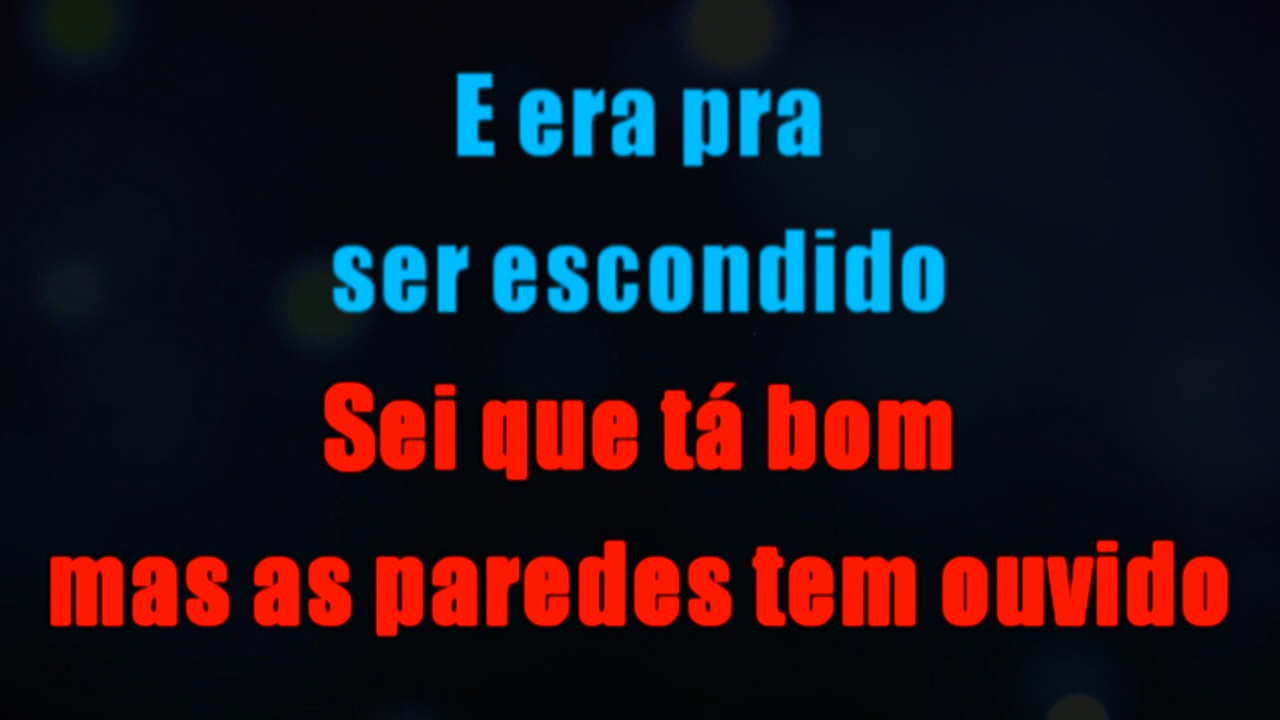 E era pra
ser escondido
Sei que tá bom
mas as paredes tem ouvido